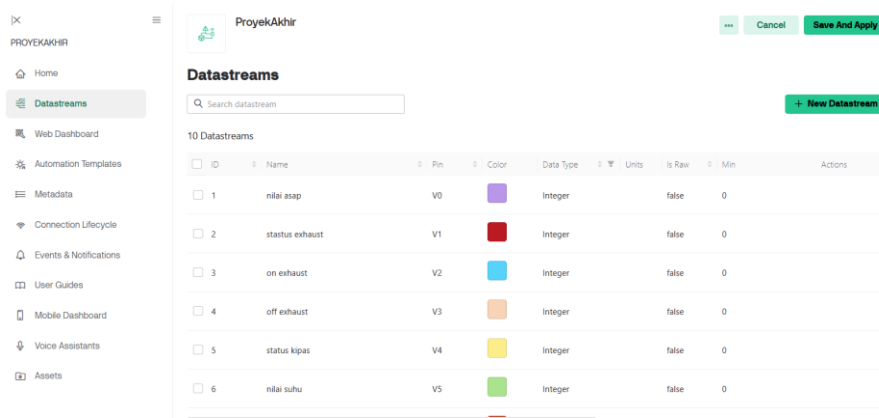 PROYEKAKHIR
Home
Datastreams
Web Dashboard
Automation Templates
Metadata
Connection Lifecycle
Events & Notifications
User Guides
Mobile Dashboard
Voice Assistants
Assets
ProyekAkhir
... Cancel Save And Apply
Datastreams
Search datastream
+ New Datastream
10 Datastreams
ID Name Pin Color Data Type Units Is Raw Min Actions
1 nilai asap V0 Integer false 0
2 stastus exhaust V1 Integer false 0
3 on exhaust V2 Integer false 0
4 off exhaust V3 Integer false 0
5 status kipas V4 Integer false 0
6 nilai suhu V5 Integer false 0